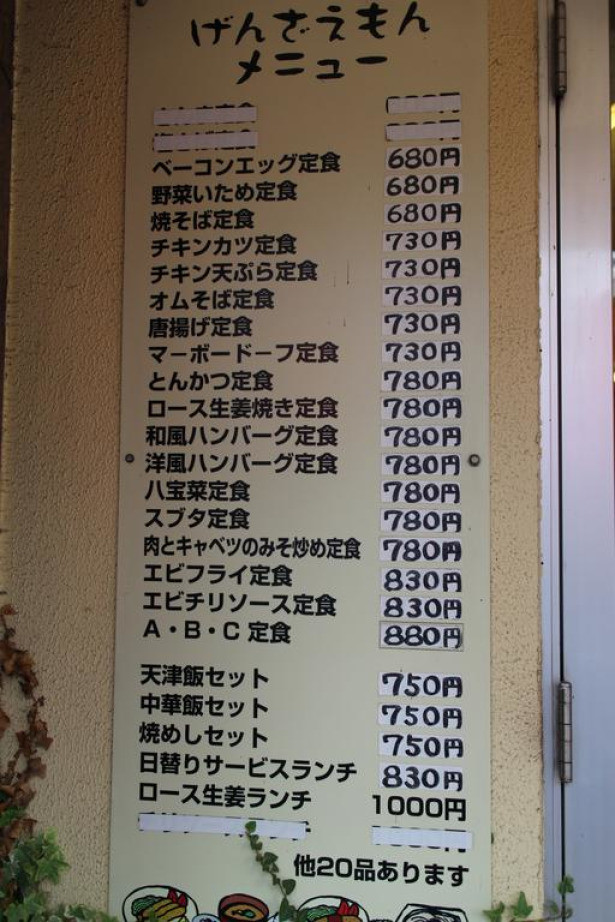 げんざえもん
メニュー
ベーコンエッグ定食 680円
野菜いため定食 680円
焼そば定食 680円
チキンカツ定食 730円
チキン天ぷら定食 730円
オムそば定食 730円
唐揚げ定食 730円
マーボードーフ定食 730円
とんかつ定食 780円
ロース生姜焼き定食 780円
和風ハンバーグ定食 780円
洋風ハンバーグ定食 780円
八宝菜定食 780円
スブタ定食 780円
肉とキャベツのみそ炒め定食 780円
エビフライ定食 830円
エビチリソース定食 830円
A・B・C 定食 880円
天津飯セット 750円
中華飯セット 750円
焼めしセット 750円
日替りサービスランチ 830円
ロース生姜ランチ 1000円
他20品あります